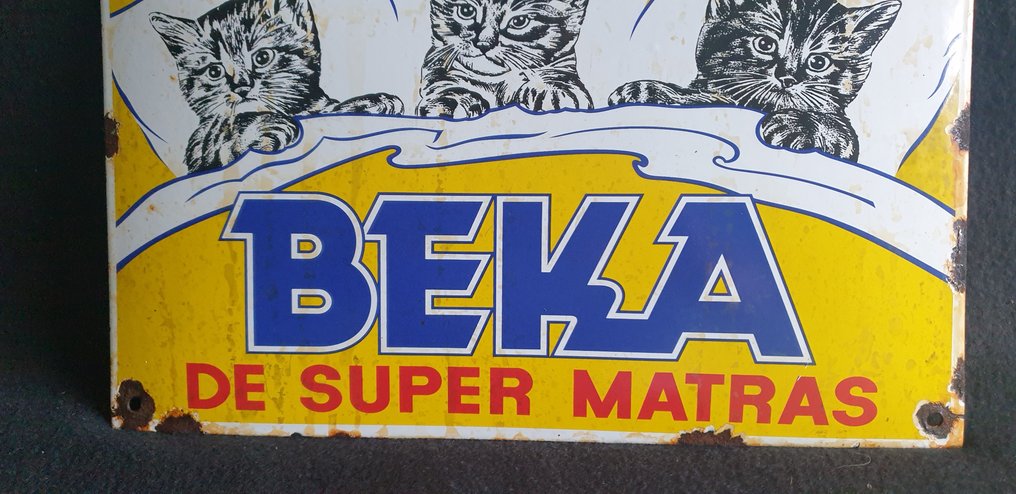 BEKA
DE SUPER MATRAS